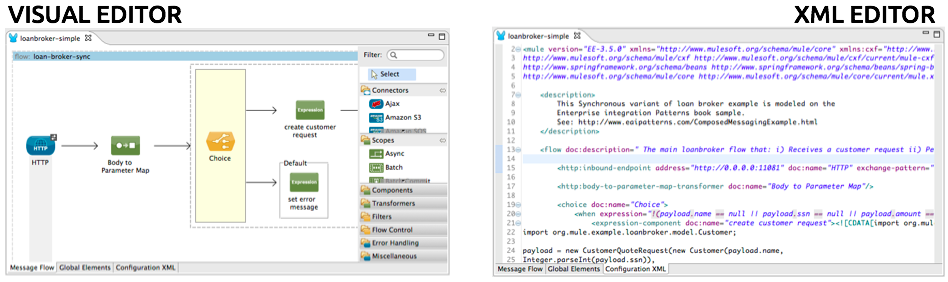 VISUAL EDITOR
loanbroker-simple
flow: loan-broker-sync
HTTP
HTTP
Body to
Parameter Map
Choice
Expression
create customer
request
Default
Expression
set error
message
Filter:
Select
Connectors
Ajax
Amazon S3
Amazon SQS
Scopes
Async
Batch
Components
Transformers
Filters
Flow Control
Error Handling
Miscellaneous
Message Flow Global Elements Configuration XML
XML EDITOR
loanbroker-simple
2 <mule version="EE-3.5.0" xmlns="http://www.mulesoft.org/schema/mule/core" xmlns:cxf="http://www.
3 http://www.mulesoft.org/schema/mule/cxf http://www.mulesoft.org/schema/mule/cxf/current/mule-cxf
4 http://www.springframework.org/schema/beans http://www.springframework.org/schema/beans/spring-b
5 http://www.mulesoft.org/schema/mule/core http://www.mulesoft.org/schema/mule/core/current/mule.x
6
7 <description>
8 This Synchronous variant of loan broker example is modeled on the
9 Enterprise integration Patterns book sample.
10 See: http://www.eaipatterns.com/ComposedMessagingExample.html
11 </description>
12
13 <flow doc:description=" The main loanbroker flow that: i) Receives a customer request ii) Pe
14
15 <http:inbound-endpoint address="http://0.0.0.0:11081" doc:name="HTTP" exchange-pattern="
16
17 <http:body-to-parameter-map-transformer doc:name="Body to Parameter Map"/>
18
19 <choice doc:name="Choice">
20 <when expression="!(payload.name == null || payload.ssn == null || payload.amount ==
21 <expression-component doc:name="create customer request"><![CDATA[import org.mul
22 import org.mule.example.loanbroker.model.Customer;
23
24 payload = new CustomerQuoteRequest(new Customer(payload.name,
25 Integer.parseInt(payload.ssn)),
Message Flow Global Elements Configuration XML